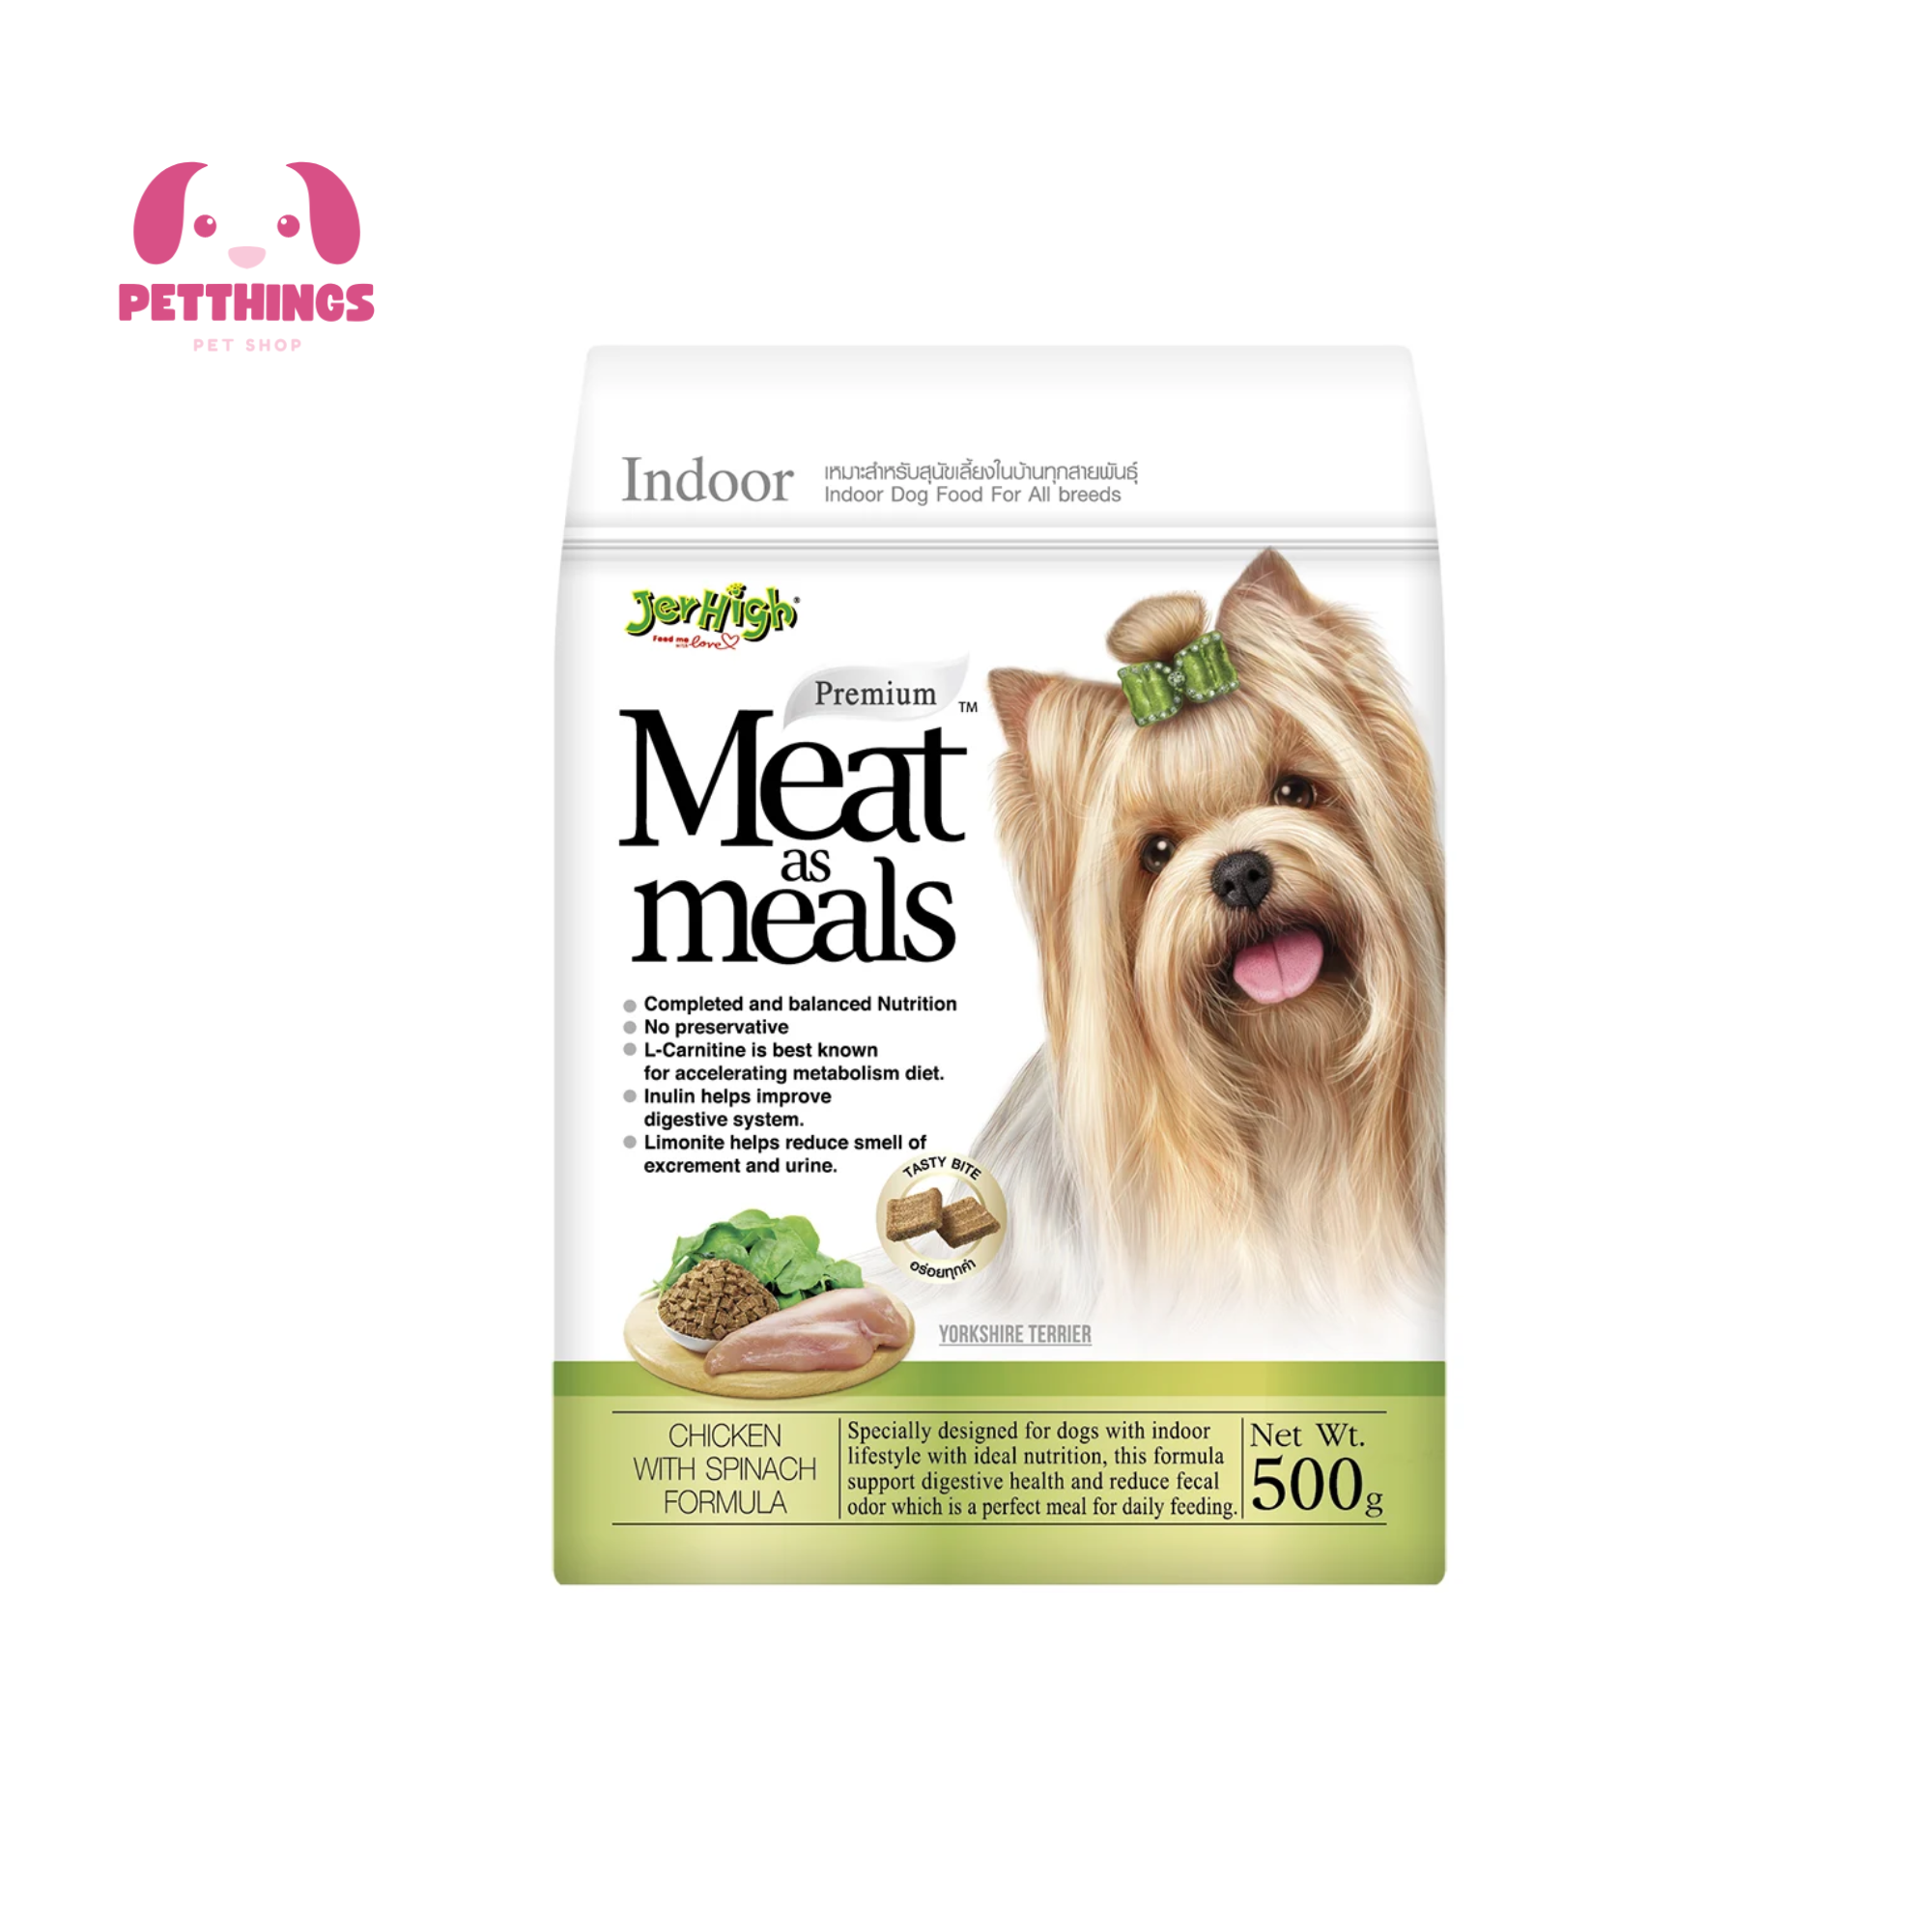 PETTHINGS
PET SHOP
Indoor
เหมาะสำหรับสุนัขเลี้ยงในบ้านทุกสายพันธุ์
Indoor Dog Food For All breeds
JerHigh®
Feed me with love
Premium
Meat™
as
meals
Completed and balanced Nutrition
No preservative
L-Carnitine is best known
for accelerating metabolism diet.
Inulin helps improve
digestive system.
Limonite helps reduce smell of
excrement and urine.
TASTY BITE
อร่อยทุกคำ
YORKSHIRE TERRIER
CHICKEN
WITH SPINACH
FORMULA
Specially designed for dogs with indoor
lifestyle with ideal nutrition, this formula
support digestive health and reduce fecal
odor which is a perfect meal for daily feeding.
Net Wt.
500g